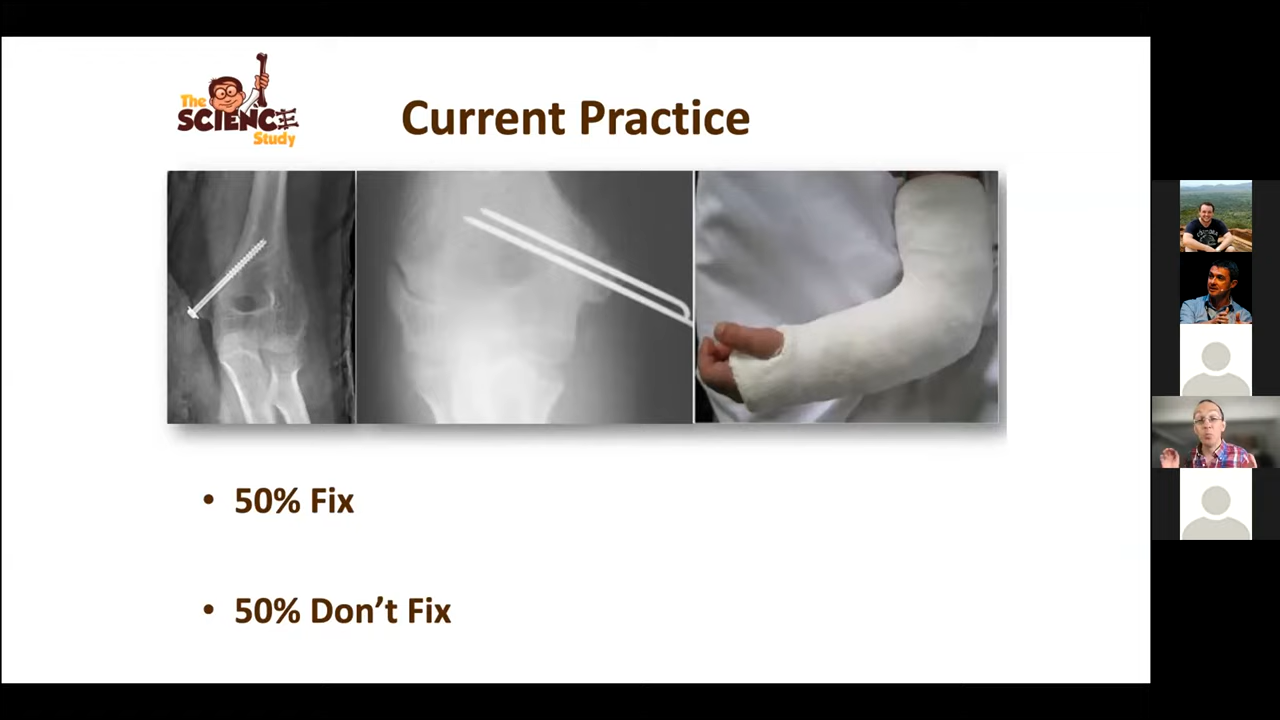 The
SCIENCE
Study
Current Practice
• 50% Fix
• 50% Don’t Fix